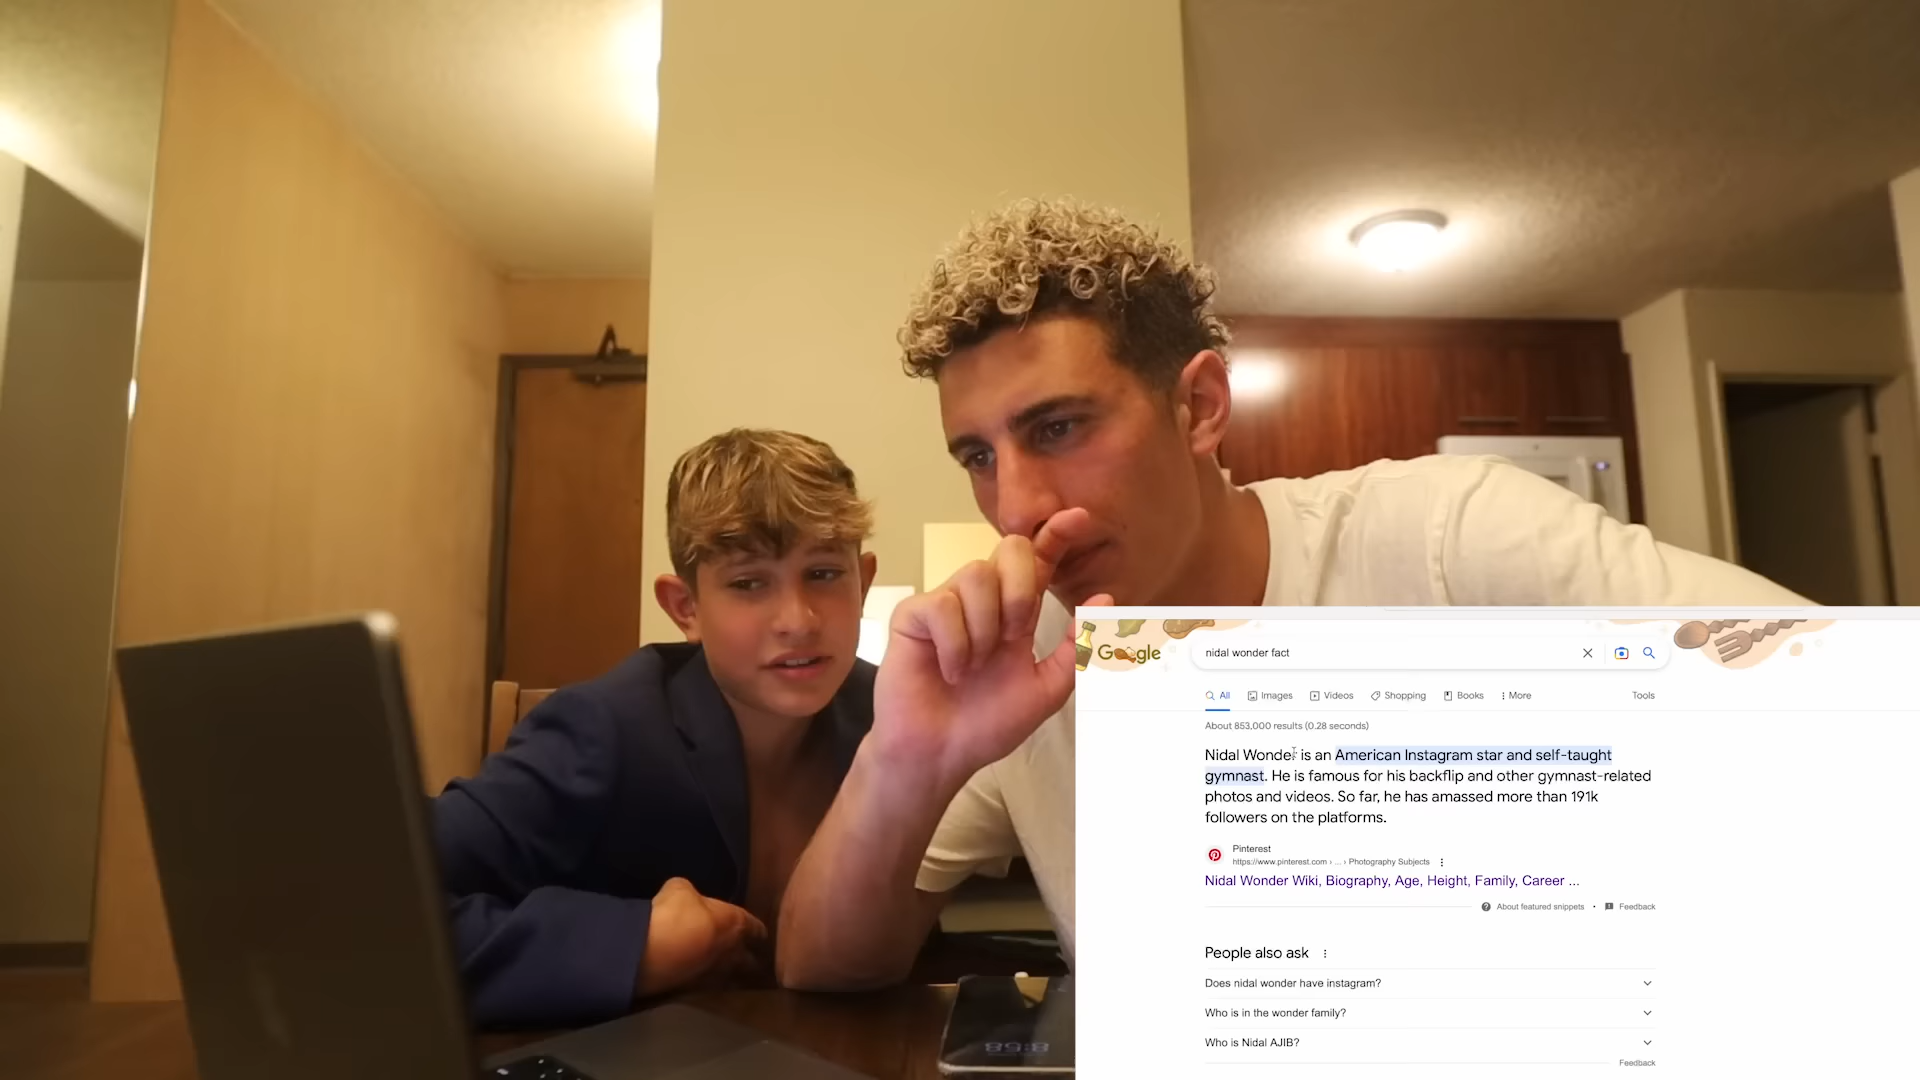 Google
nidal wonder fact
All Images Videos Shopping Books More Tools
About 853,000 results (0.28 seconds)
Nidal Wonder is an American Instagram star and self-taught
gymnast. He is famous for his backflip and other gymnast-related
photos and videos. So far, he has amassed more than 191k
followers on the platforms.
Pinterest
https://www.pinterest.com › ... › Photography Subjects
Nidal Wonder Wiki, Biography, Age, Height, Family, Career ...
About featured snippets • Feedback
People also ask
Does nidal wonder have instagram?
Who is in the wonder family?
Who is Nidal AJIB?
Feedback